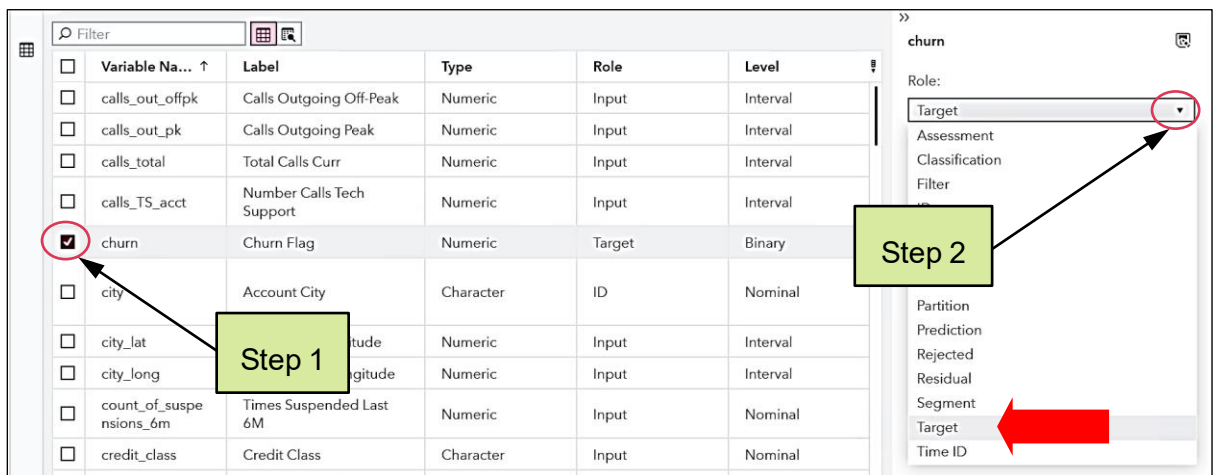 Filter
Variable Na... ↑ Label Type Role Level
calls_out_offpk Calls Outgoing Off-Peak Numeric Input Interval
calls_out_pk Calls Outgoing Peak Numeric Input Interval
calls_total Total Calls Curr Numeric Input Interval
calls_TS_acct Number Calls Tech
Support Numeric Input Interval
churn Churn Flag Numeric Target Binary
city Account City Character ID Nominal
city_lat itude Numeric Input Interval
city_long ngitude Numeric Input Interval
count_of_suspe
nsions_6m Times Suspended Last
6M Numeric Input Nominal
credit_class Credit Class Character Input Nominal
Step 1
»
churn
Role:
Target
Assessment
Classification
Filter
Step 2
Partition
Prediction
Rejected
Residual
Segment
Target
Time ID